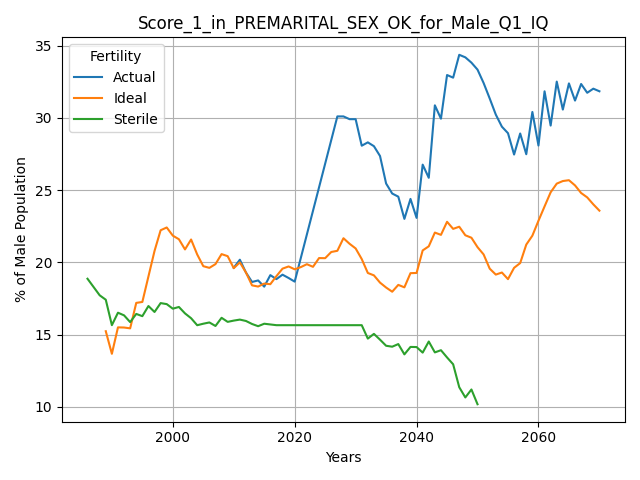 Score_1_in_PREMARITAL_SEX_OK_for_Male_Q1_IQ
Fertility
Actual
Ideal
Sterile
% of Male Population
35
30
25
20
15
10
2000
2020
2040
2060
Years